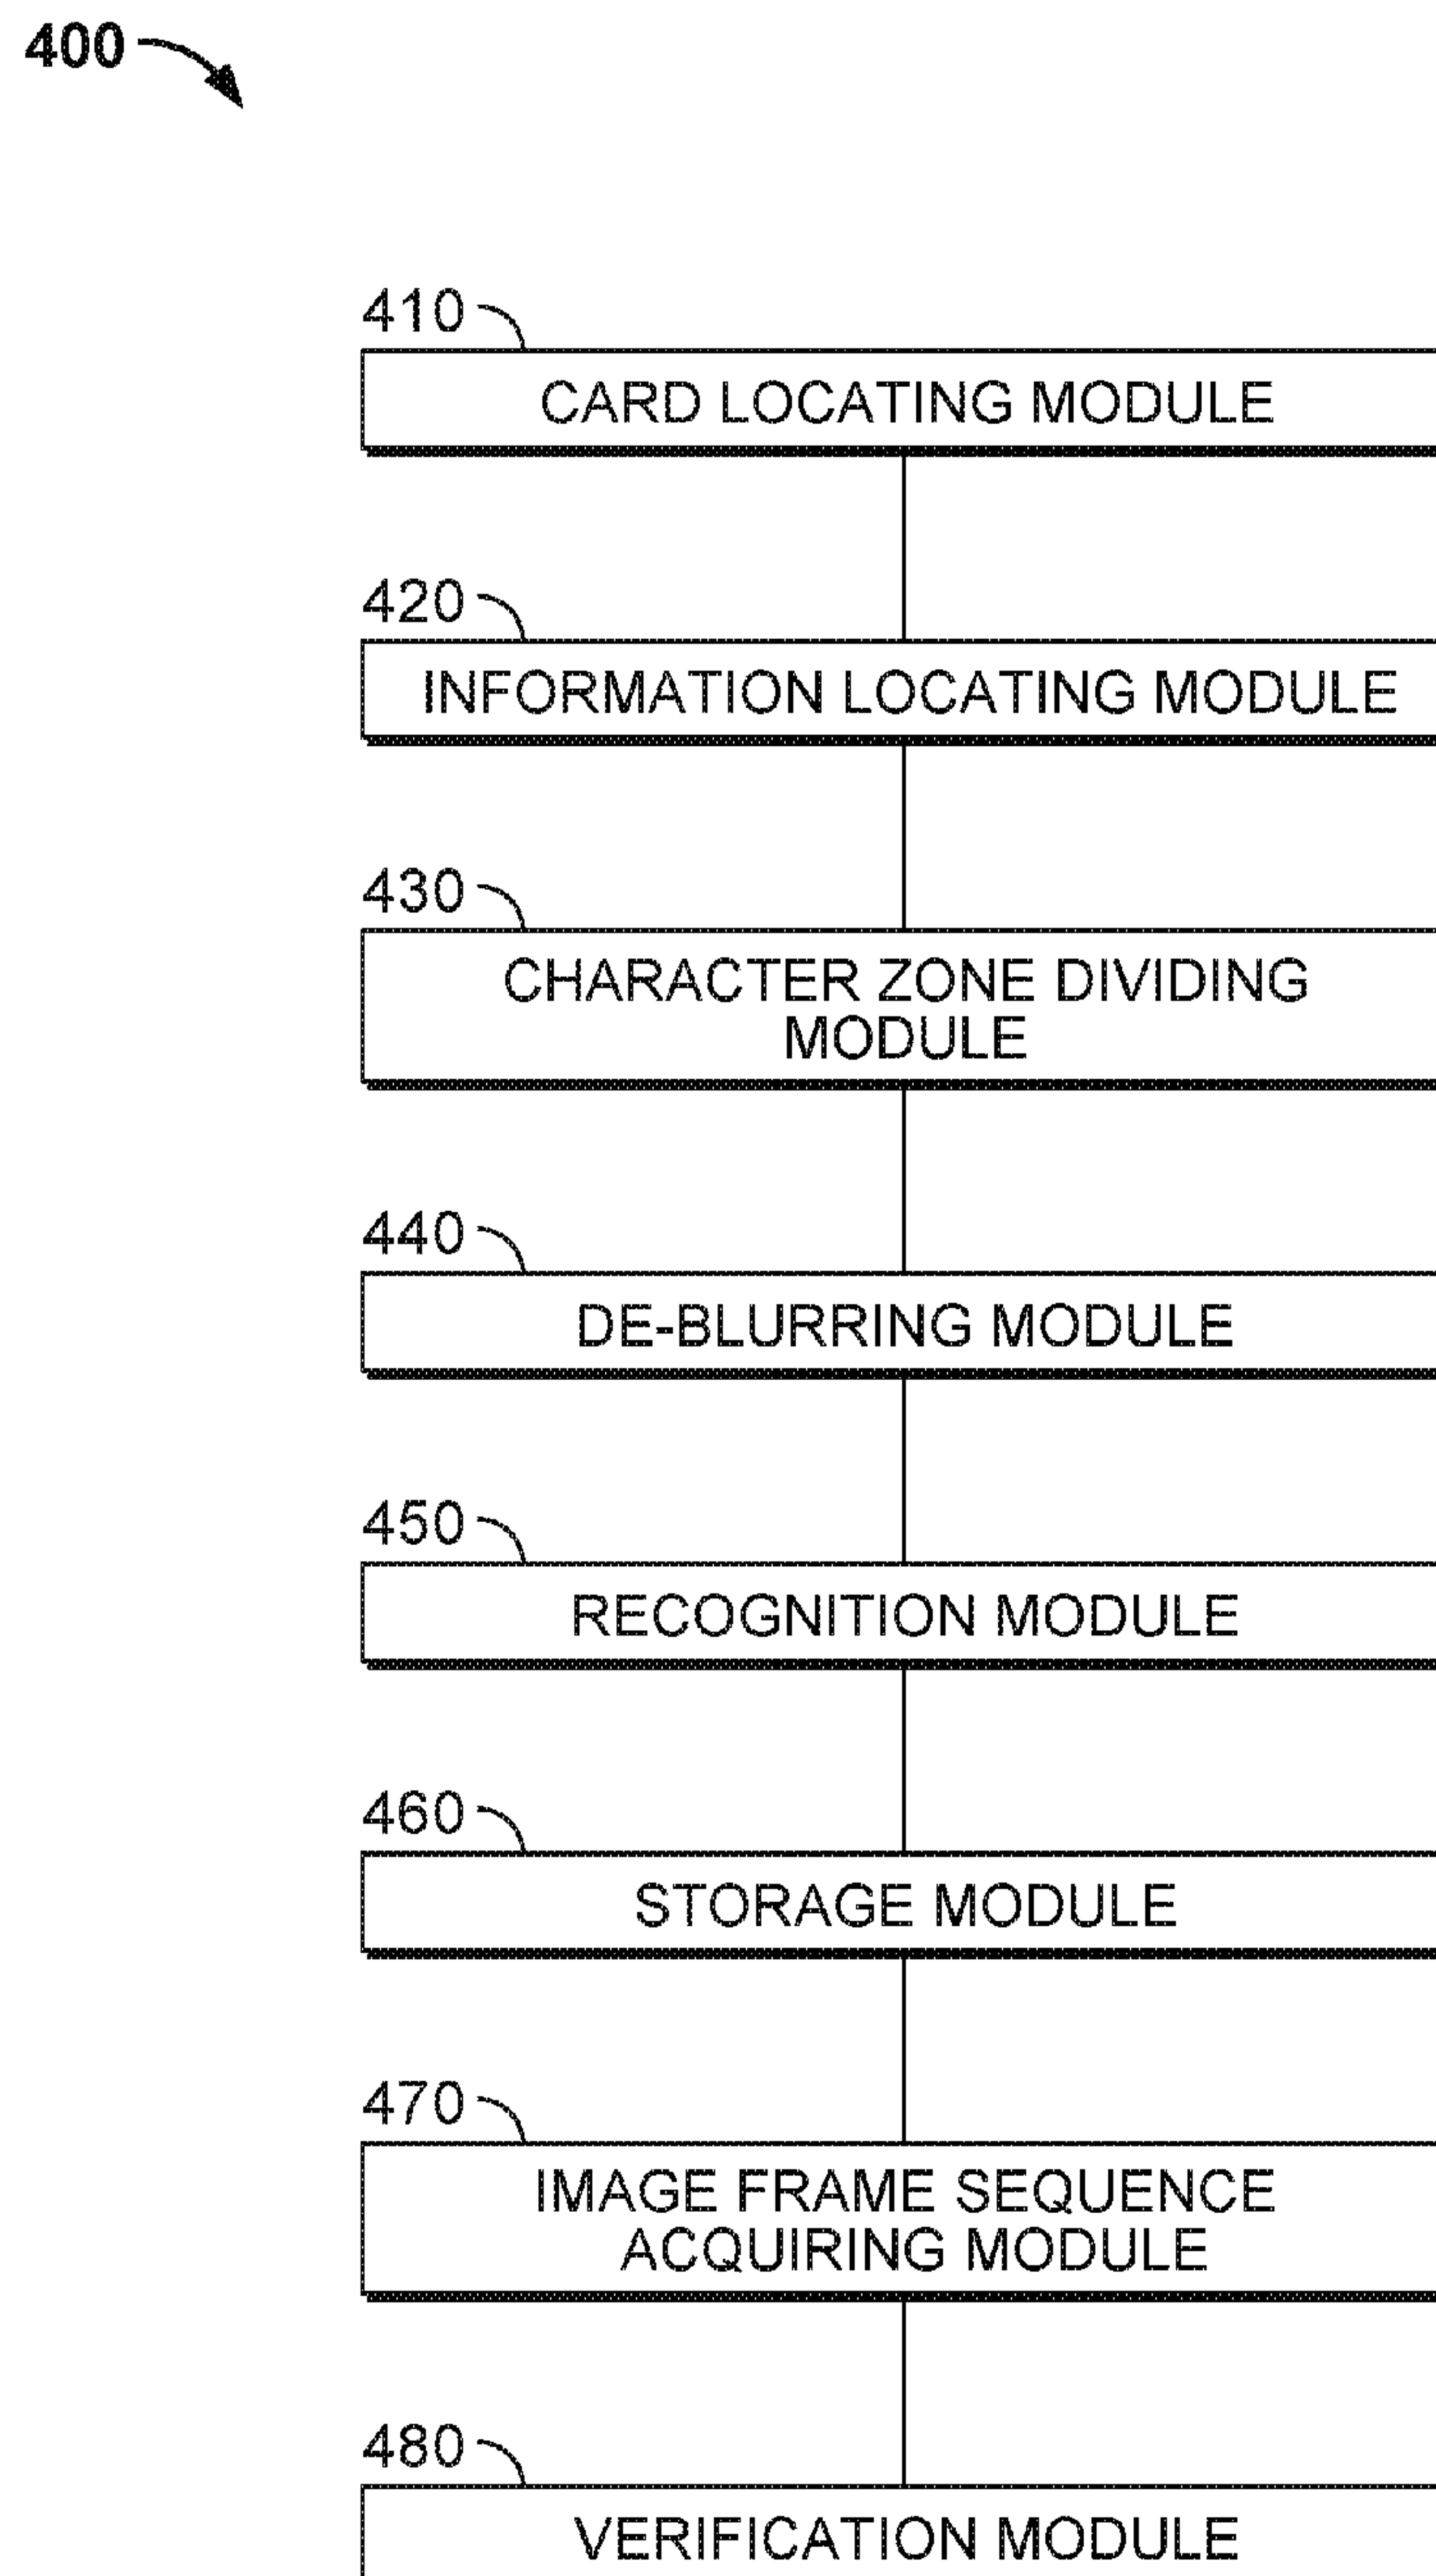 400
410
CARD LOCATING MODULE
420
INFORMATION LOCATING MODULE
430
CHARACTER ZONE DIVIDING
MODULE
440
DE-BLURRING MODULE
450
RECOGNITION MODULE
460
STORAGE MODULE
470
IMAGE FRAME SEQUENCE
ACQUIRING MODULE
480
VERIFICATION MODULE